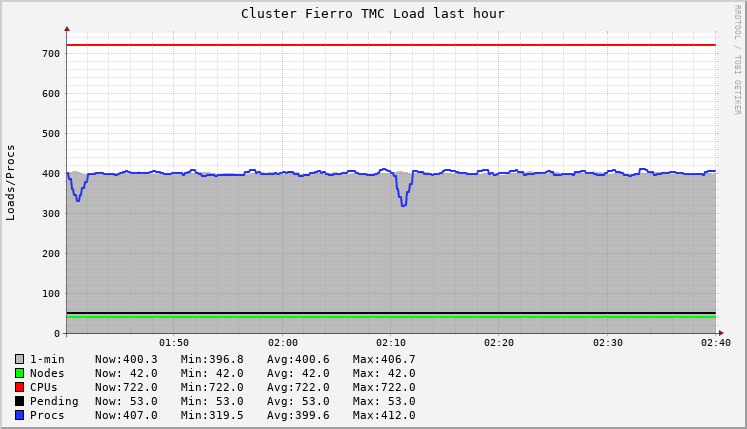 Cluster Fierro TMC Load last hour
RRDTOOL / TOBI OETIKER
Loads/Procs
700
600
500
400
300
200
100
0
01:50 02:00 02:10 02:20 02:30 02:40
1-min Now:400.3 Min:396.8 Avg:400.6 Max:406.7
Nodes Now: 42.0 Min: 42.0 Avg: 42.0 Max: 42.0
CPUs Now:722.0 Min:722.0 Avg:722.0 Max:722.0
Pending Now: 53.0 Min: 53.0 Avg: 53.0 Max: 53.0
Procs Now:407.0 Min:319.5 Avg:399.6 Max:412.0